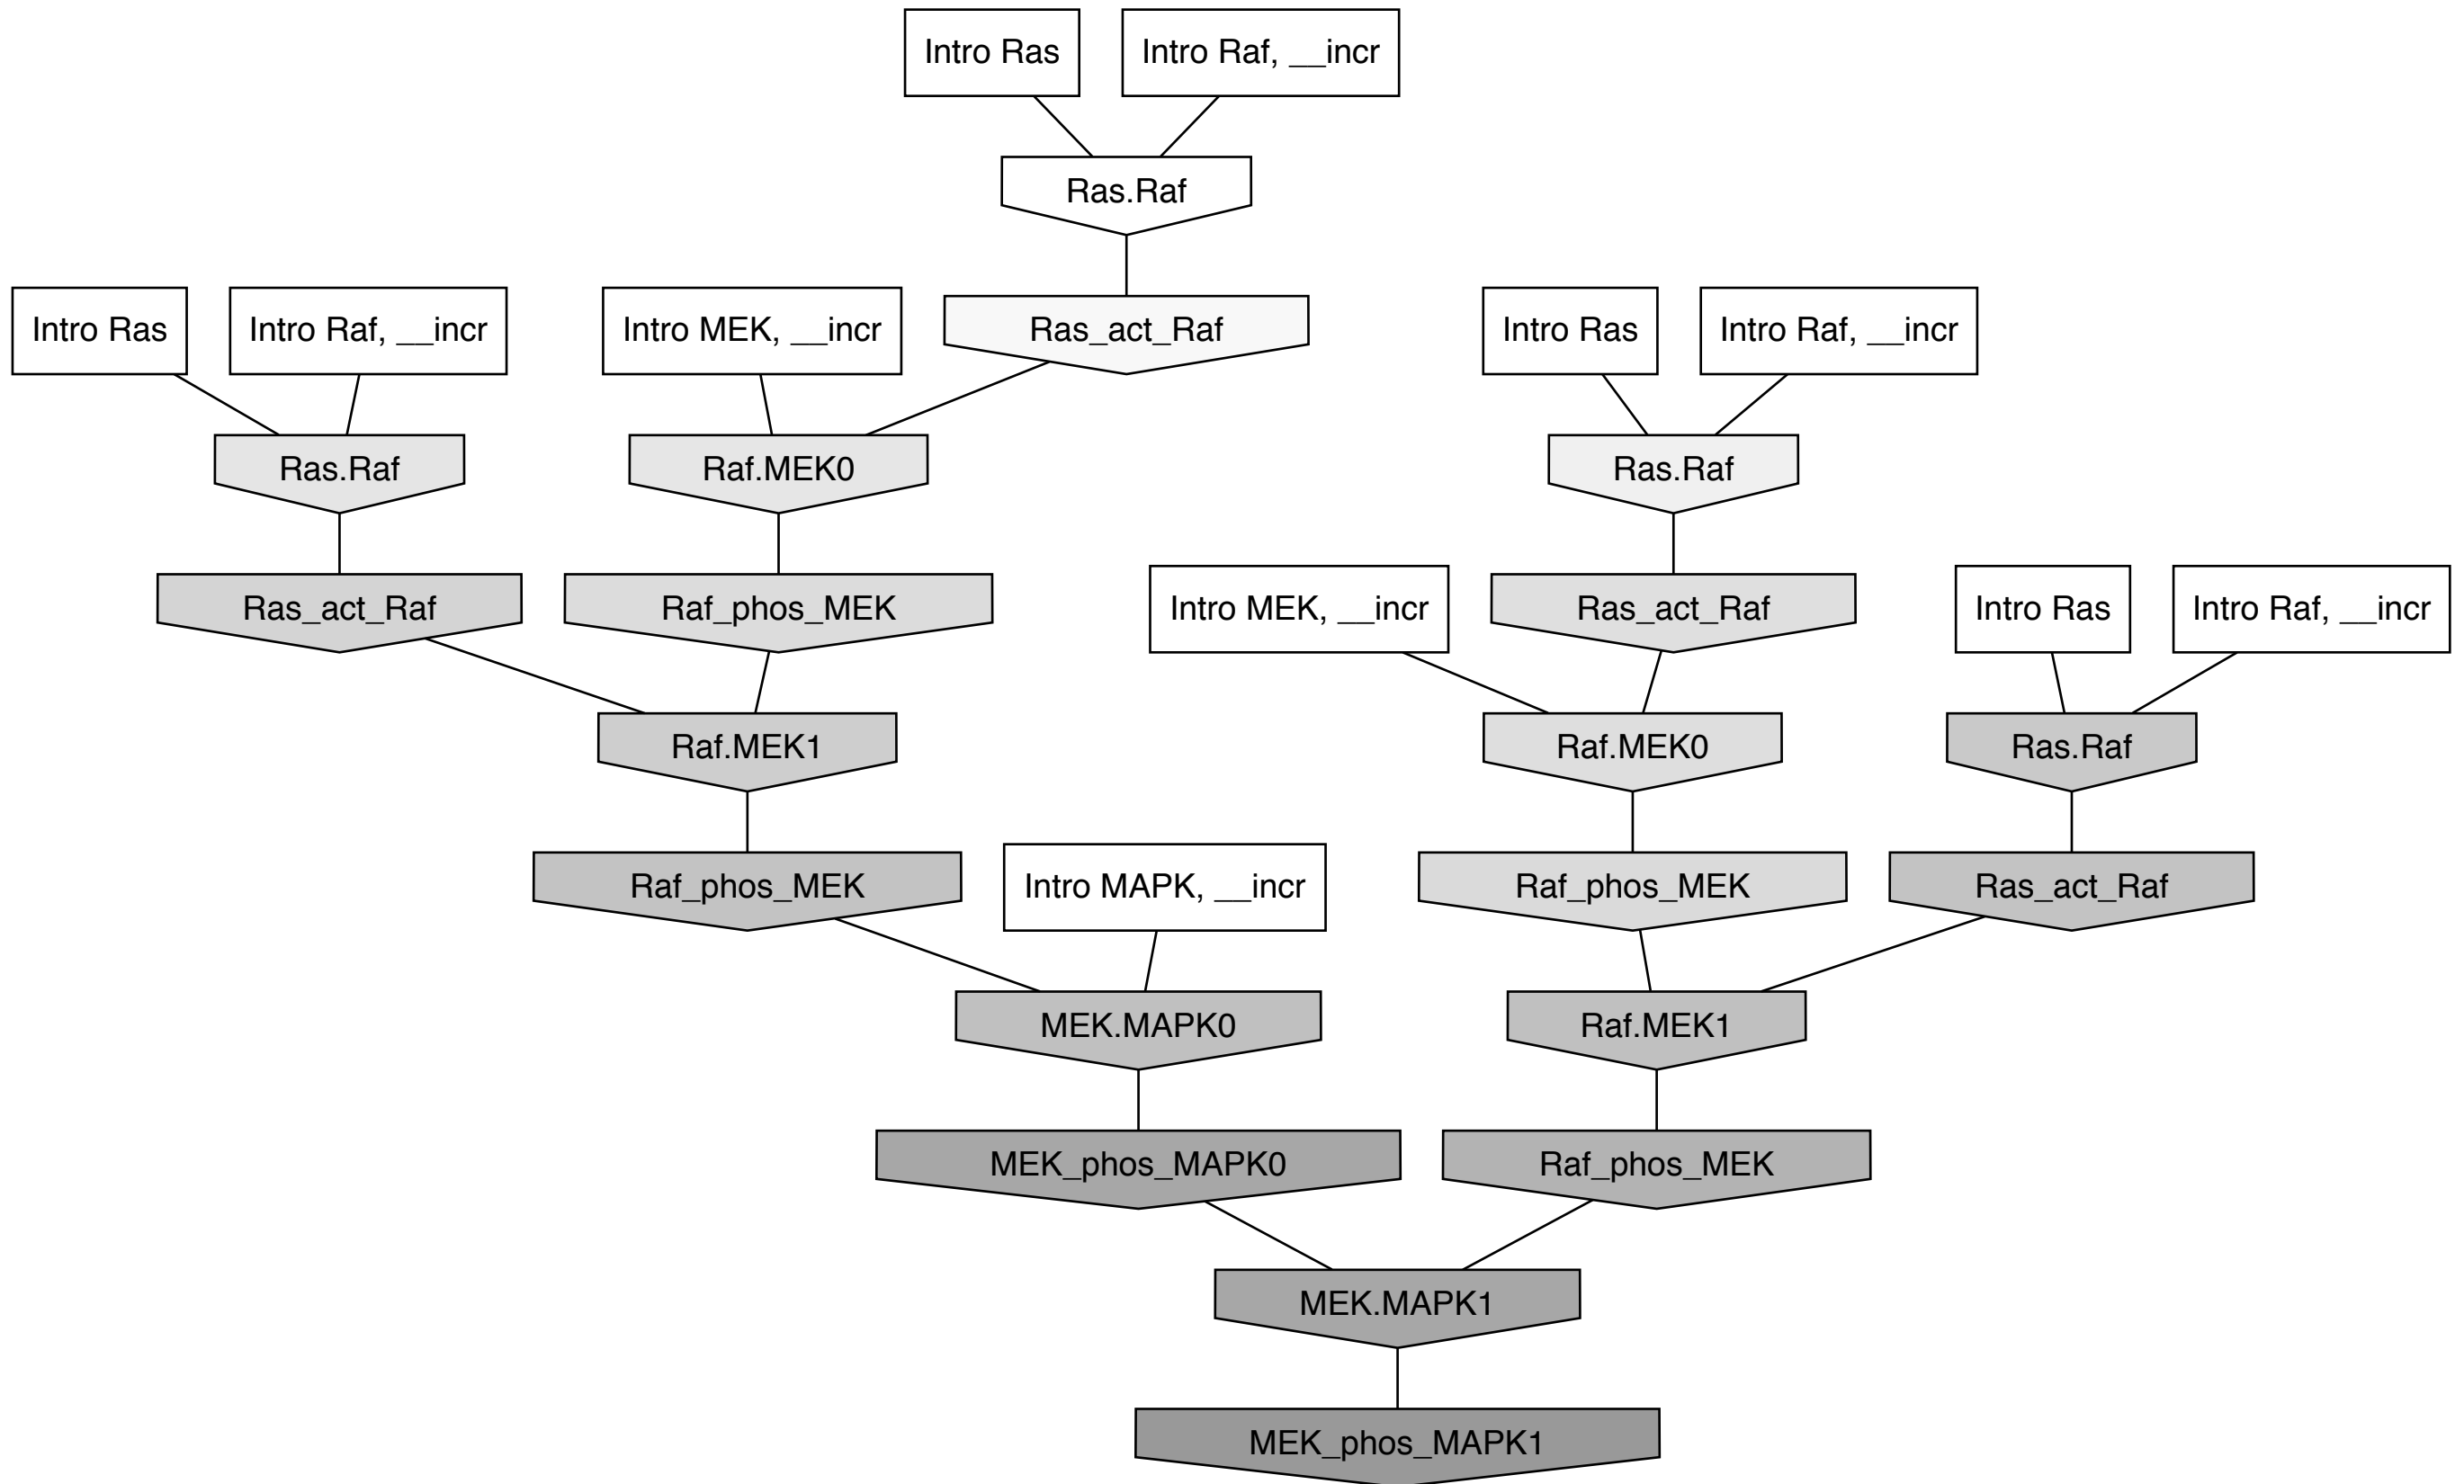 Intro Ras
Intro Raf, __incr
Ras.Raf
Intro Ras
Intro Raf, __incr
Intro MEK, __incr
Ras_act_Raf
Intro Ras
Intro Raf, __incr
Ras.Raf
Raf.MEK0
Ras.Raf
Ras_act_Raf
Raf_phos_MEK
Intro MEK, __incr
Ras_act_Raf
Intro Ras
Intro Raf, __incr
Raf.MEK1
Raf.MEK0
Ras.Raf
Raf_phos_MEK
Intro MAPK, __incr
Raf_phos_MEK
Ras_act_Raf
MEK.MAPK0
Raf.MEK1
MEK_phos_MAPK0
Raf_phos_MEK
MEK.MAPK1
MEK_phos_MAPK1